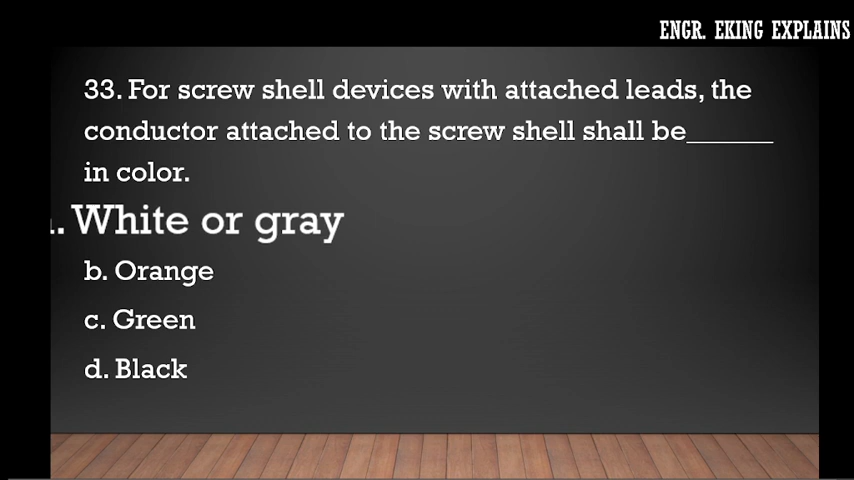 ENGR. EKING EXPLAINS
33. For screw shell devices with attached leads, the
conductor attached to the screw shell shall be______
in color.
. White or gray
b. Orange
c. Green
d. Black